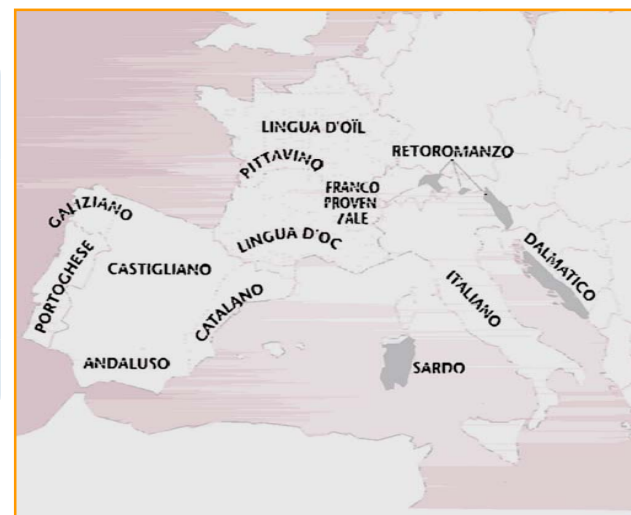 LINGUA D'OÏL
RETOROMANZO
PITTAVINO
FRANCO
PROVEN
ZALE
GALIZIANO
LINGUA D'OC
PORTOGHESE
CASTIGLIANO
CATALANO
ITALIANO
DALMATICO
ANDALUSO
SARDO